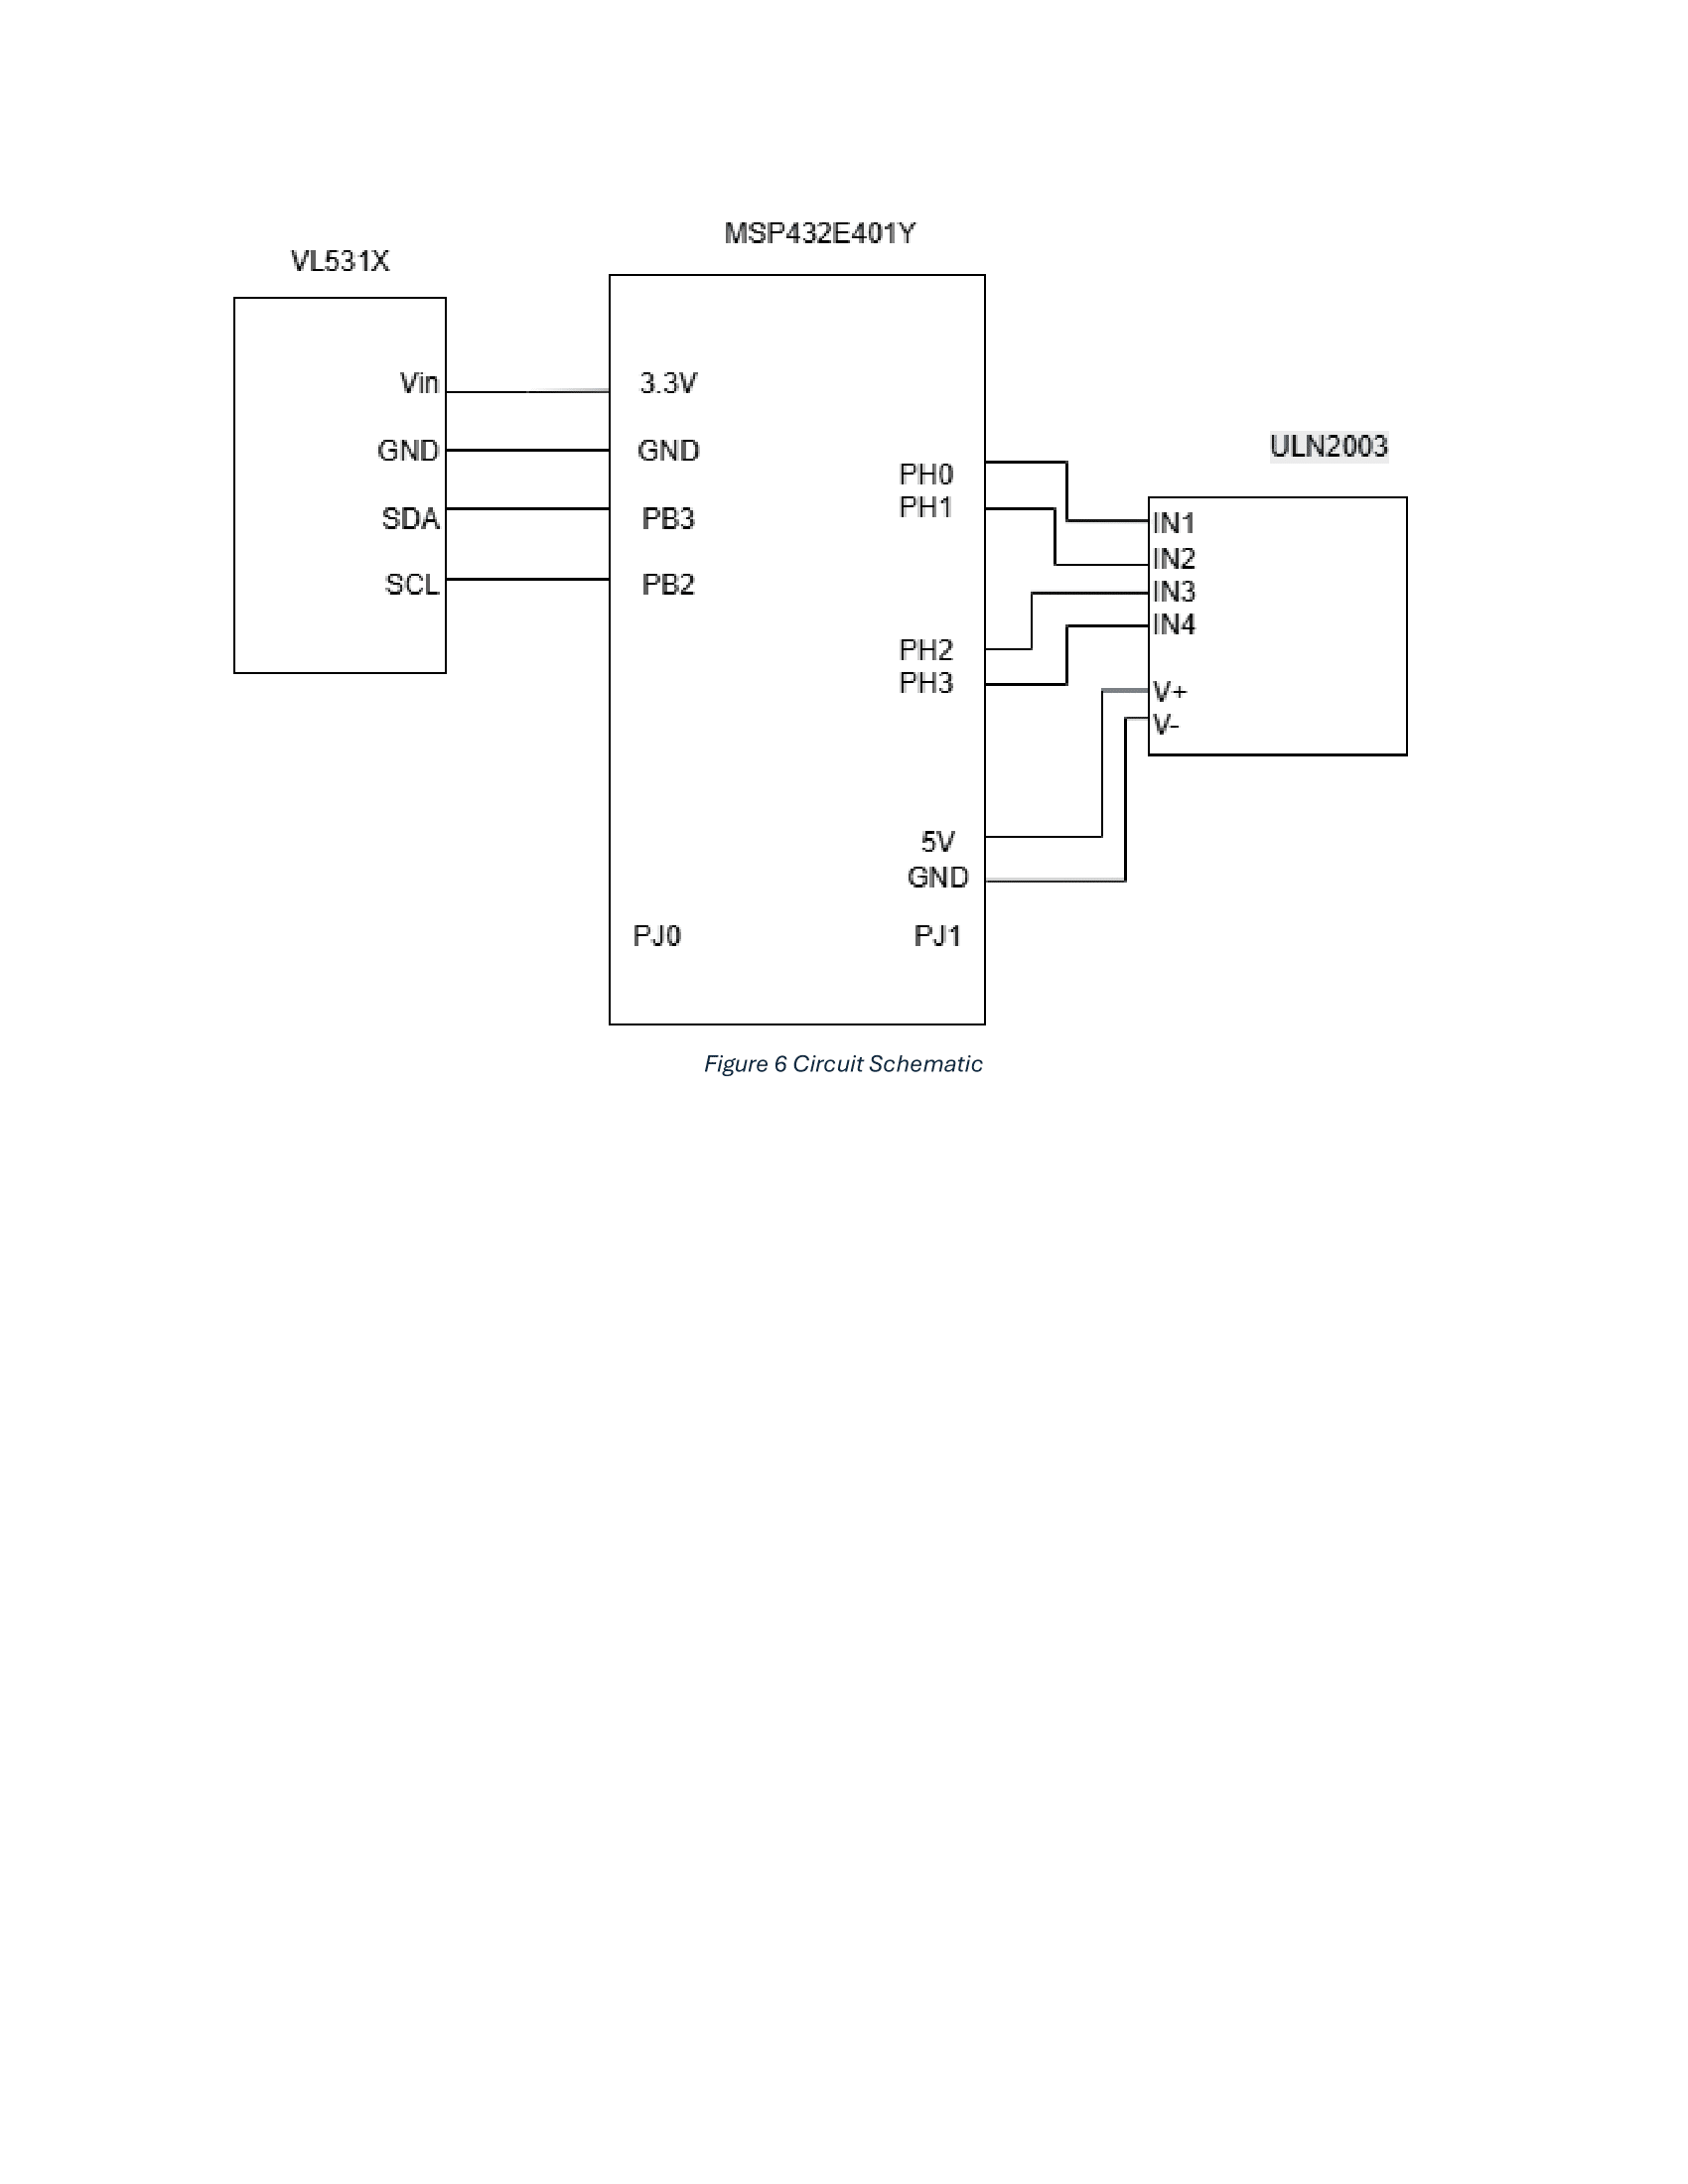 MSP432E401Y
VL531X
Vin
GND
SDA
SCL
3.3V
GND
PB3
PB2
PH0
PH1
PH2
PH3
5V
GND
PJ0
PJ1
ULN2003
IN1
IN2
IN3
IN4
V+
V-
Figure 6 Circuit Schematic